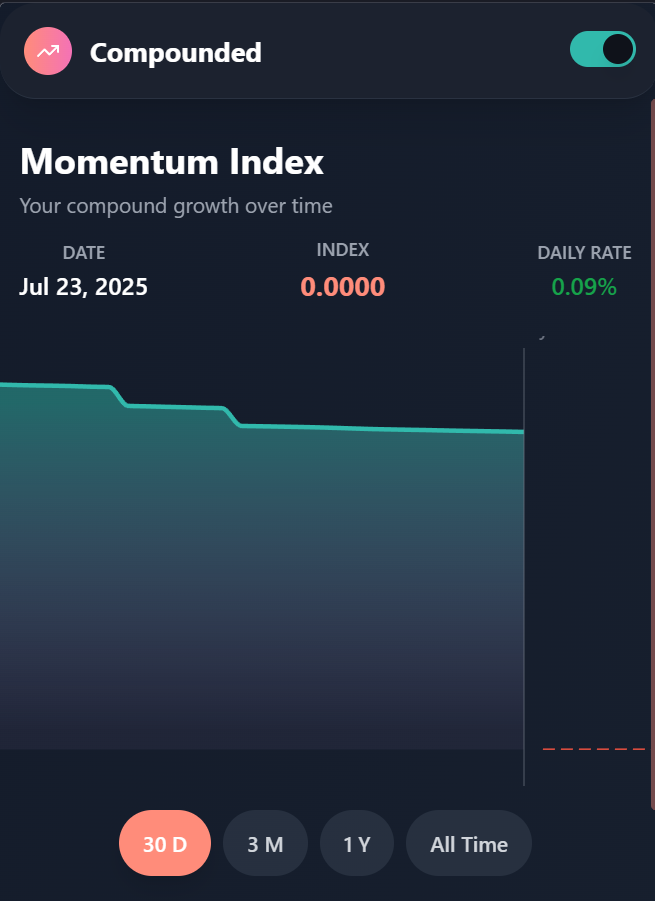 Compounded
Momentum Index
Your compound growth over time
DATE INDEX DAILY RATE
Jul 23, 2025 0.0000 0.09%
30 D 3 M 1 Y All Time